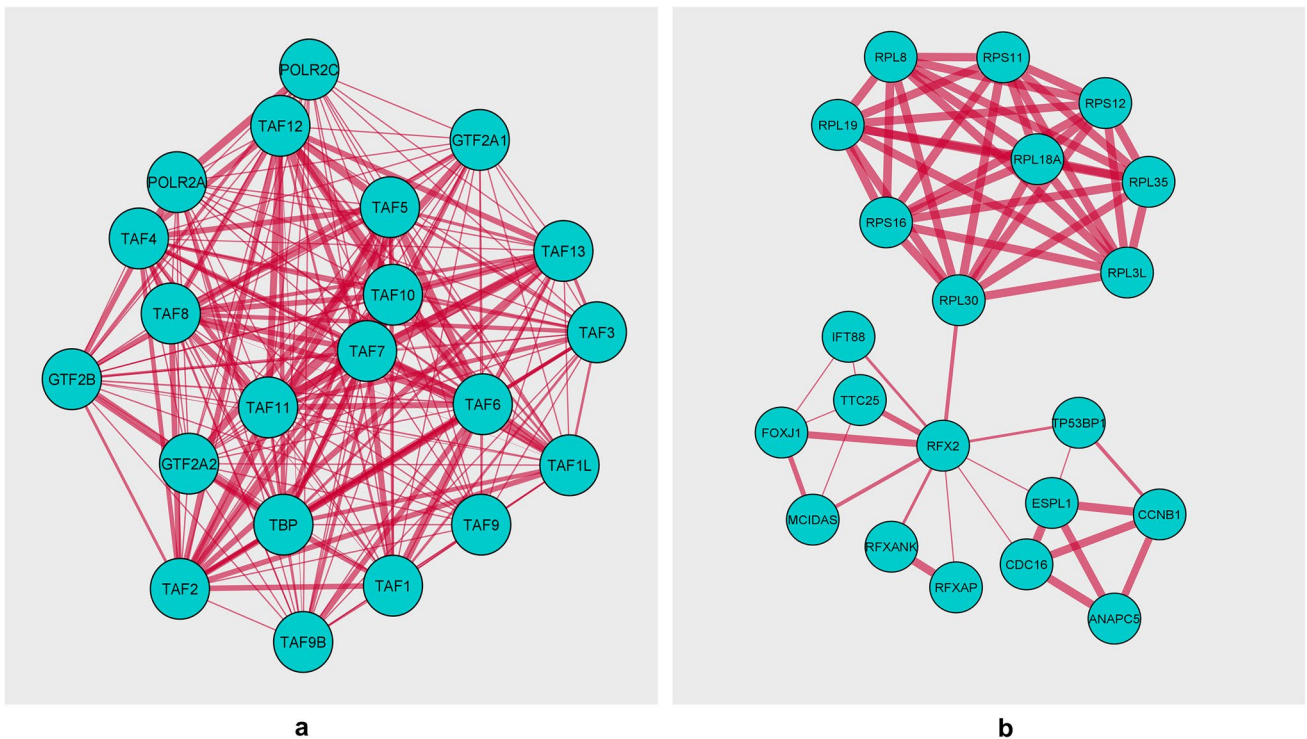 POLR2C
TAF12
GTF2A1
POLR2A
TAF5
TAF4
TAF13
TAF10
TAF8
TAF3
TAF7
GTF2B
TAF11
TAF6
GTF2A2
TAF1L
TBP
TAF9
TAF2
TAF1
TAF9B
a
RPL8
RPS11
RPS12
RPL19
RPL18A
RPL35
RPS16
RPL3L
RPL30
IFT88
TTC25
FOXJ1
RFX2
TP53BP1
MCIDAS
ESPL1
CCNB1
RFXANK
CDC16
RFXAP
ANAPC5
b